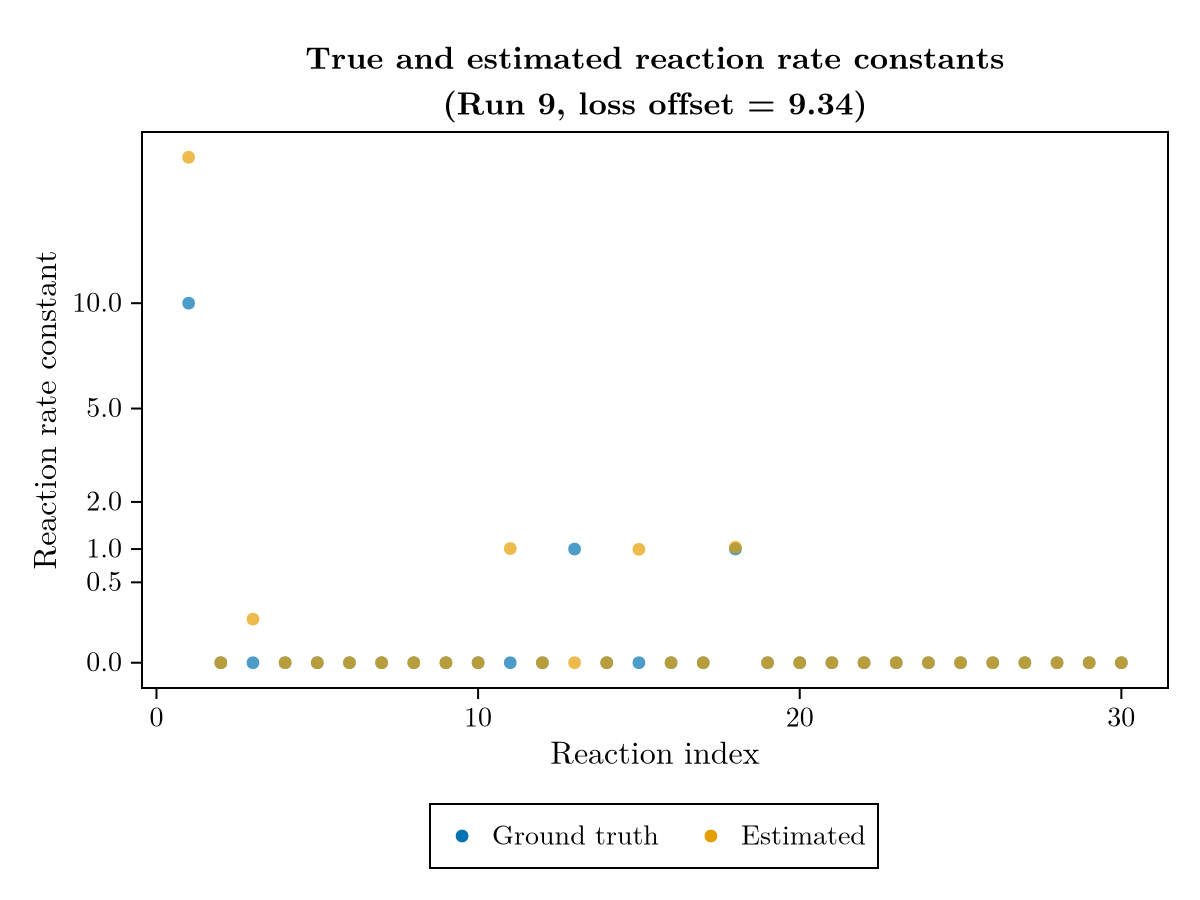 True and estimated reaction rate constants
(Run 9, loss offset = 9.34)
Reaction rate constant
10.0
5.0
2.0
1.0
0.5
0.0
0 10 20 30
Reaction index
Ground truth Estimated